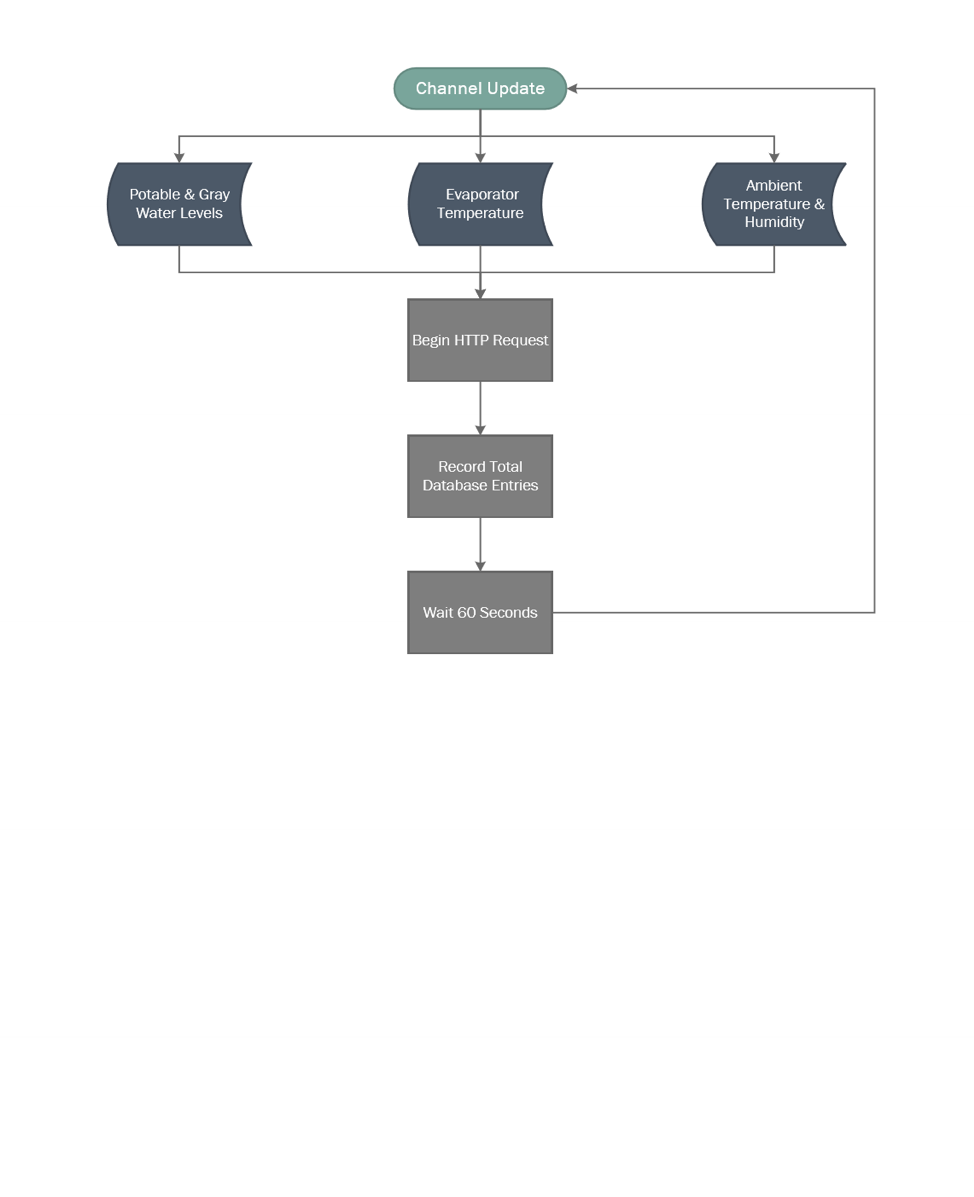 Channel Update
Potable & Gray
Water Levels
Evaporator
Temperature
Ambient
Temperature &
Humidity
Begin HTTP Request
Record Total
Database Entries
Wait 60 Seconds